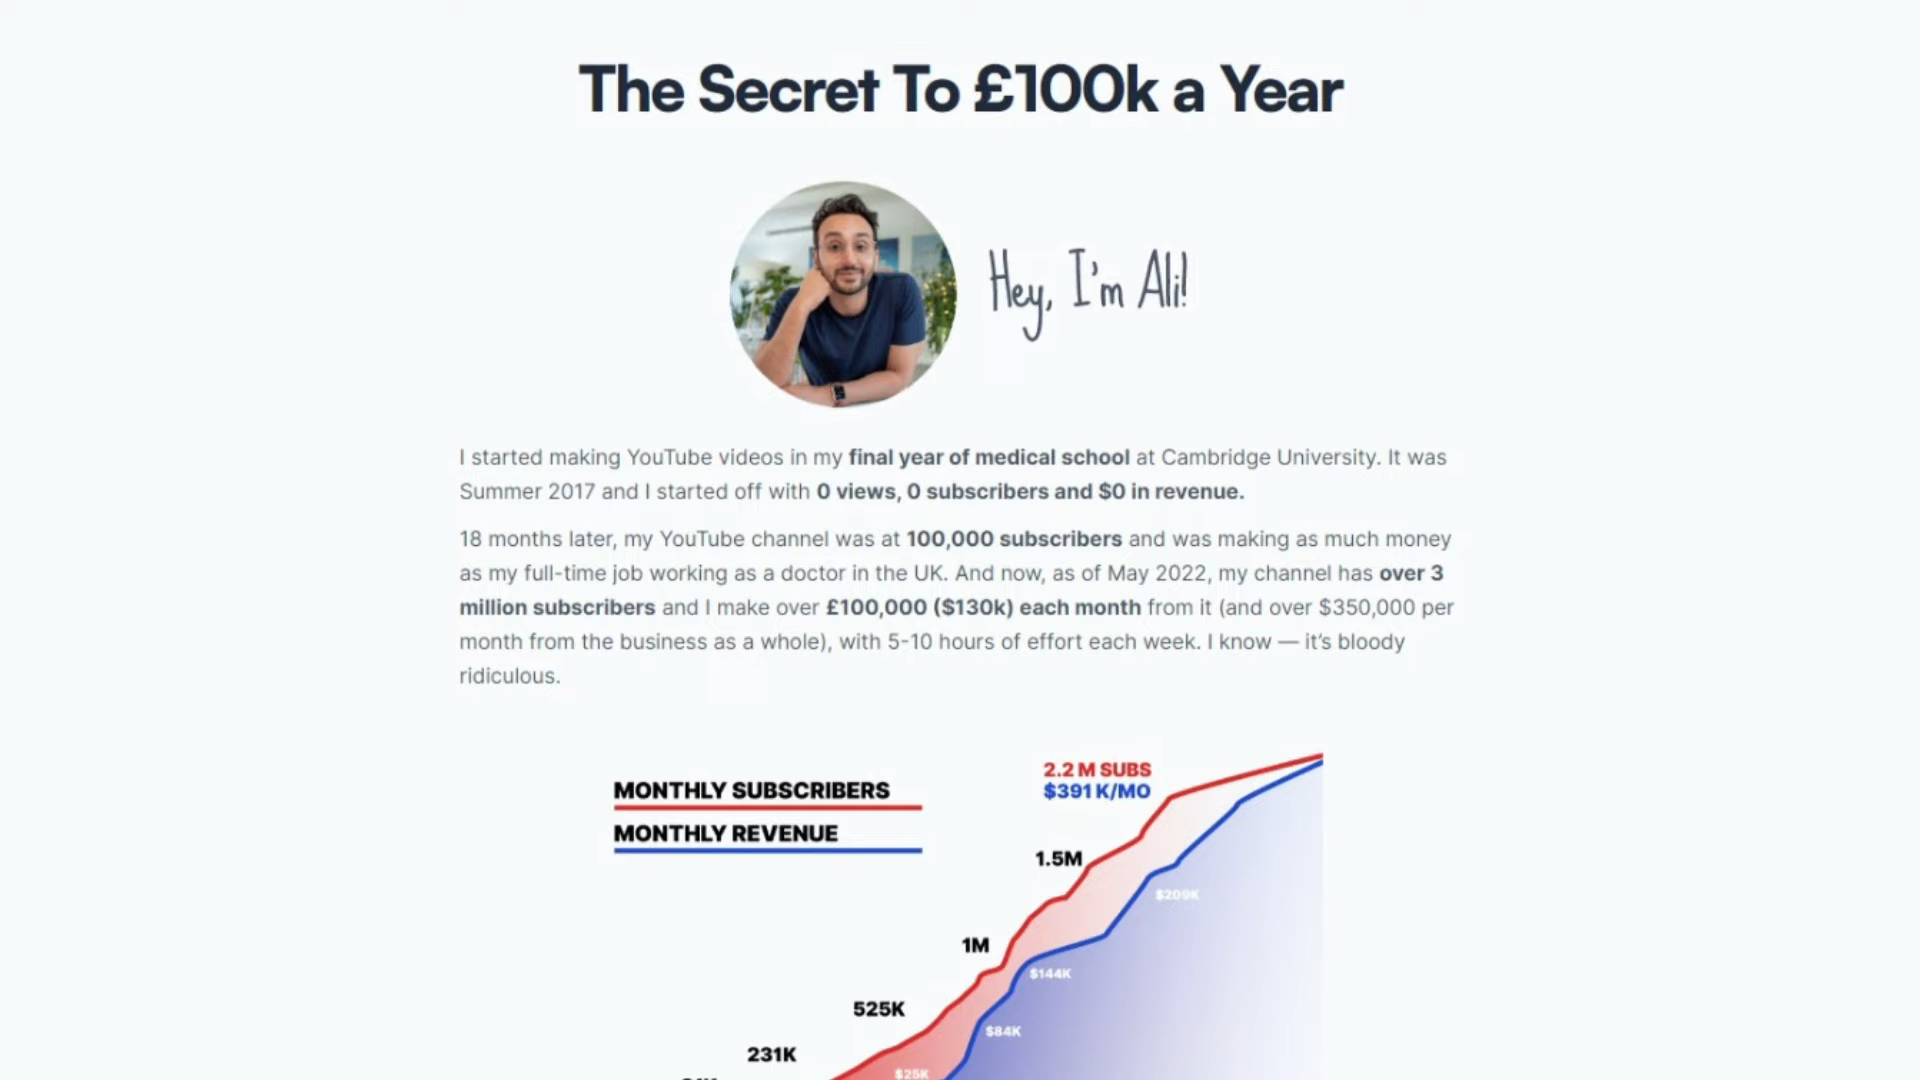 The Secret To £100k a Year
Hey, I'm Ali!
I started making YouTube videos in my final year of medical school at Cambridge University. It was
Summer 2017 and I started off with 0 views, 0 subscribers and $0 in revenue.
18 months later, my YouTube channel was at 100,000 subscribers and was making as much money
as my full-time job working as a doctor in the UK. And now, as of May 2022, my channel has over 3
million subscribers and I make over £100,000 ($130k) each month from it (and over $350,000 per
month from the business as a whole), with 5-10 hours of effort each week. I know — it's bloody
ridiculous.
MONTHLY SUBSCRIBERS
MONTHLY REVENUE
2.2 M SUBS
$391 K/MO
1.5M
$209K
1M
$144K
525K
$84K
231K
$25K